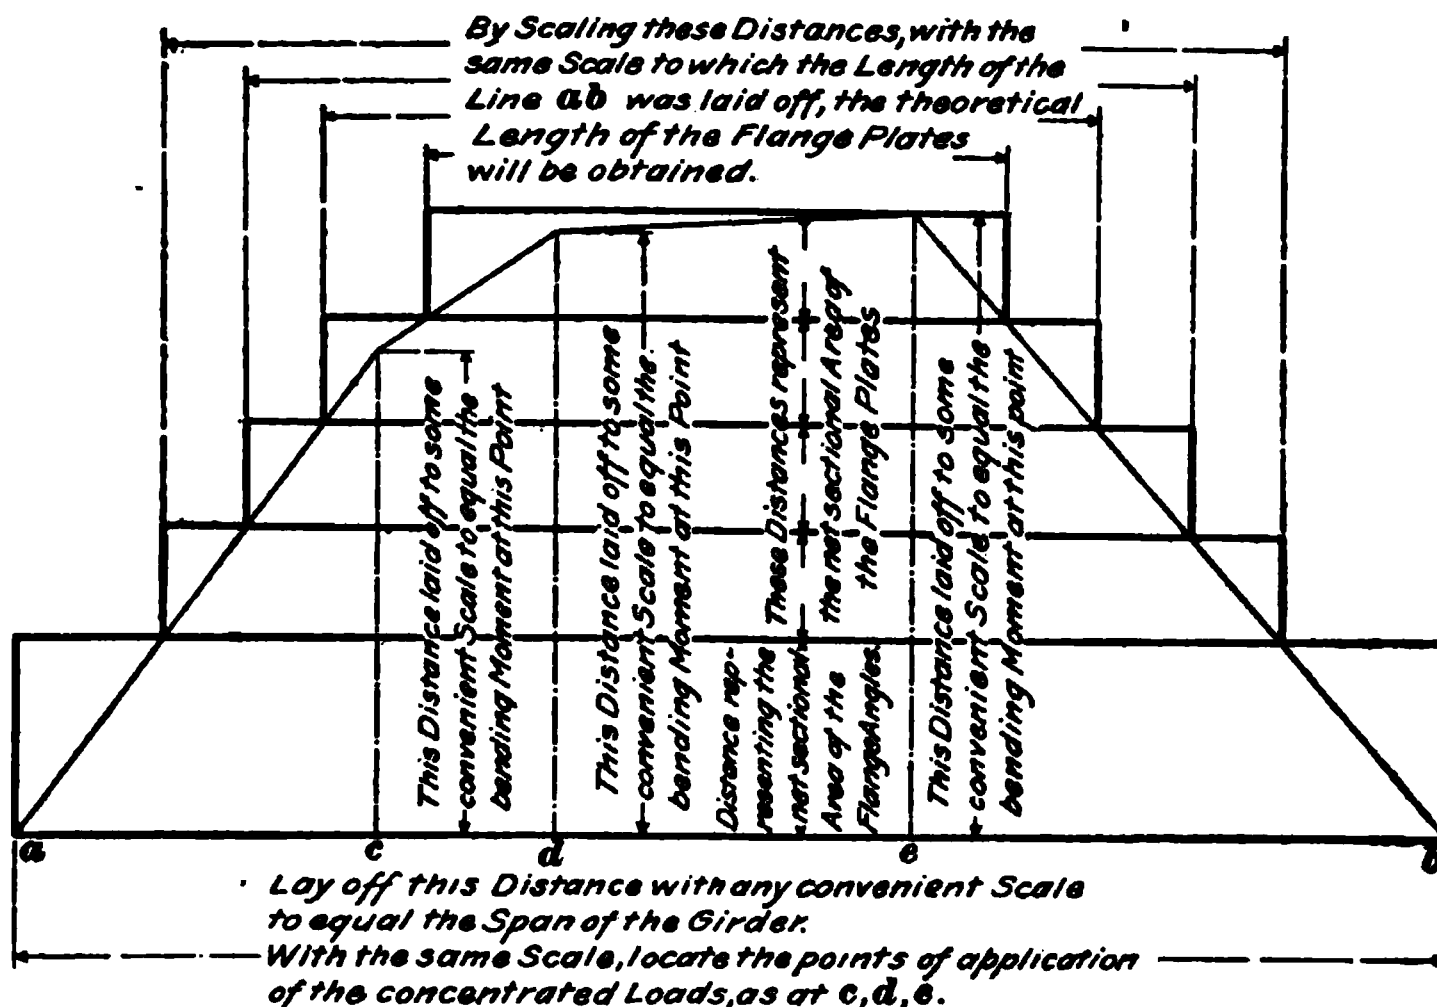 By Scaling these Distances, with the
same Scale to which the Length of the
Line ab was laid off, the theoretical
Length of the Flange Plates
will be obtained.
This Distance laid off to some
convenient Scale to equal the
bending Moment at this Point
This Distance laid off to some
convenient Scale to equal the
bending Moment at this Point
These Distances represent
the net sectional Area of
the Flange Plates
Distance rep-
resenting the
net sectional
Area of the
Flange Angles.
This Distance laid off to some
convenient Scale to equal the
bending Moment at this point
a c d e b
Lay off this Distance with any convenient Scale
to equal the Span of the Girder.
With the same Scale, locate the points of application
of the concentrated Loads, as at c, d, e.